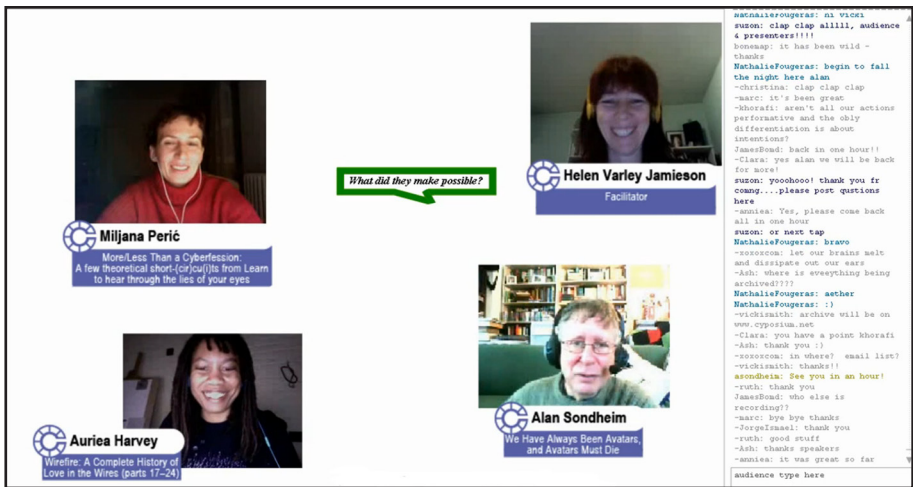 What did they make possible?
Helen Varley Jamieson
Facilitator
Miljana Perić
More/Less Than a Cyberfession:
A few theoretical short-(cir)cu(i)ts from Learn
to hear through the lies of your eyes
Auriea Harvey
Wirefire: A Complete History of
Love in the Wires (parts 17–24)
Alan Sondheim
We Have Always Been Avatars,
and Avatars Must Die
NathalieFougeras: hi vicki
suzon: clap clap alllll, audience
& presenters!!!!
bonemap: it has been wild -
thanks
NathalieFougeras: begin to fall
the night here alan
-christina: clap clap clap
-marc: it's been great
-khorafi: aren't all our actions
performative and the obly
differentiation is about
intentions?
JamesBond: back in one hour!!
-Clara: yes alan we will be back
for more!
suzon: yooohooo! thank you fr
comng....please post qustions
here
-anniea: Yes, please come back
all in one hour
suzon: or next tap
NathalieFougeras: bravo
-xoxoscom: let our brains melt
and dissipate out our ears
-Ash: where is eveeything being
archived????
NathalieFougeras: aether
NathalieFougeras: :)
-vickismith: archive will be on
www.cyposium.net
-Clara: you have a point khorafi
-Ash: thank you :)
-xoxoscom: in where?  email list?
-vickismith: thanks!!
asondheim: See you in an hour!
-ruth: thank you
JamesBond: who else is
recording??
-marc: bye bye thanks
-JorgeIsmael: thank you
-ruth: good stuff
-Ash: thanks speakers
-anniea: it was great so far
audience type here